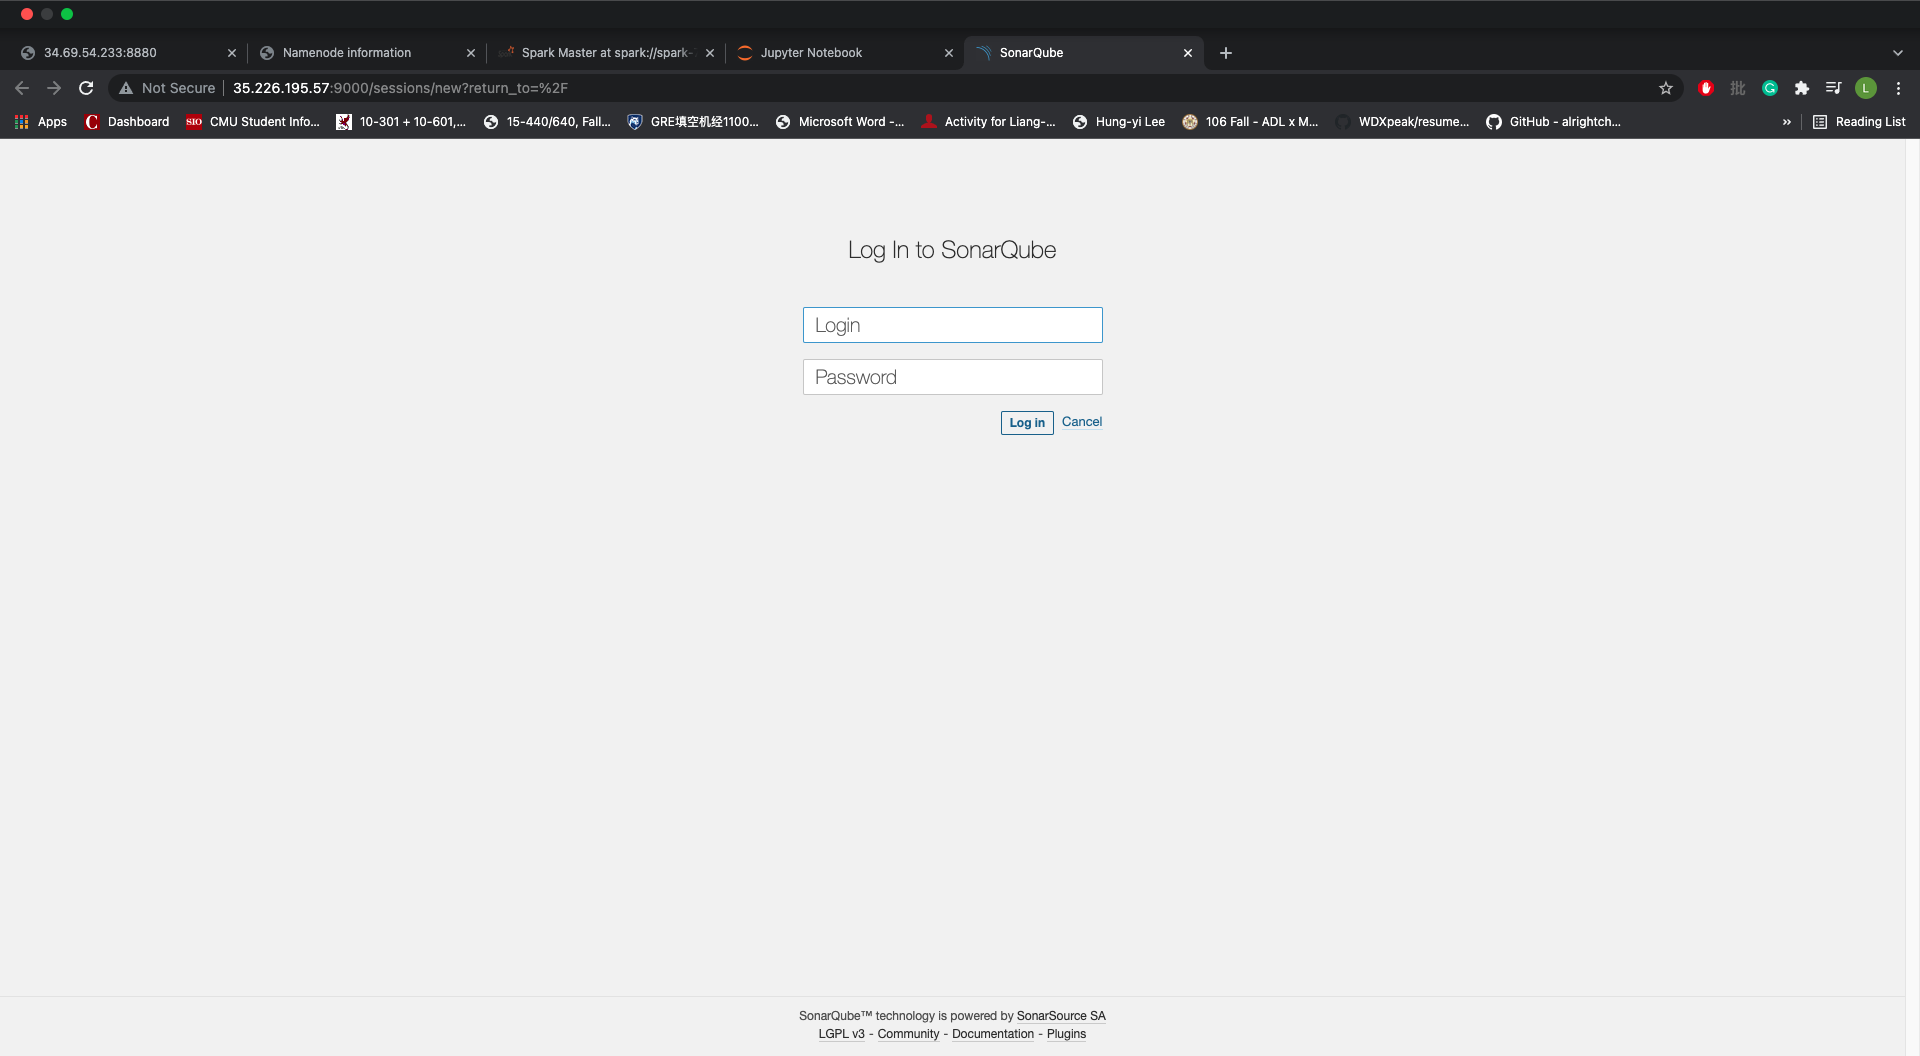 34.69.54.233:8880
Namenode information
Spark Master at spark://spark-
Jupyter Notebook
SonarQube
Not Secure
35.226.195.57:9000/sessions/new?return_to=%2F
批
L
Apps
C Dashboard
SIO CMU Student Info...
10-301 + 10-601,...
15-440/640, Fall...
GRE填空机经1100...
Microsoft Word -...
Activity for Liang-...
Hung-yi Lee
106 Fall - ADL x M...
WDXpeak/resume...
GitHub - alrightch...
»
Reading List
Log In to SonarQube
Login
Password
Log in Cancel
SonarQube™ technology is powered by SonarSource SA
LGPL v3 - Community - Documentation - Plugins